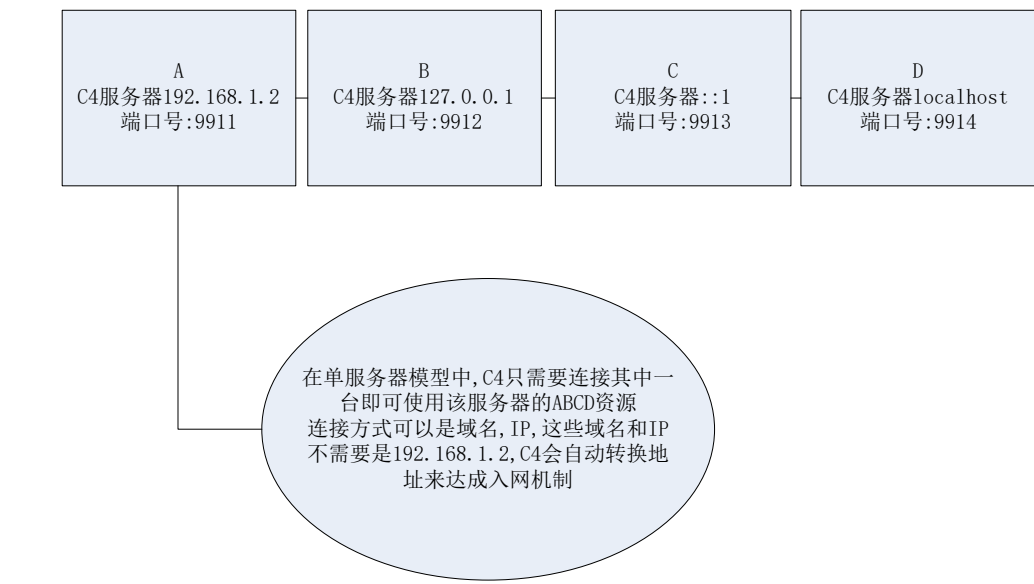 A
C4服务器192.168.1.2
端口号:9911
B
C4服务器127.0.0.1
端口号:9912
C
C4服务器::1
端口号:9913
D
C4服务器localhost
端口号:9914
在单服务器模型中,C4只需要连接其中一
台即可使用该服务器的ABCD资源
连接方式可以是域名,IP,这些域名和IP
不需要是192.168.1.2,C4会自动转换地
址来达成入网机制